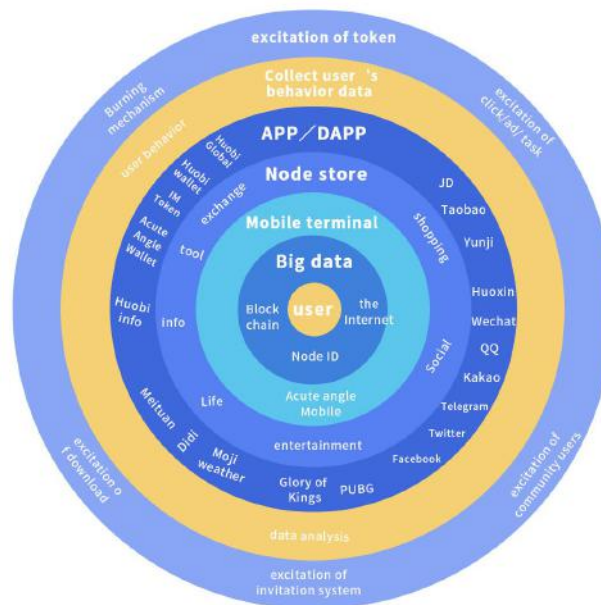 excitation of token
Burning
mechanism
excitation of
click/ad/ task
Collect user 's
behavior data
user behavior
APP／DAPP
Huobi
Global
Huobi
wallet
IM
Token
Acute
Angle
Wallet
Huobi
info
JD
Taobao
Yunji
Huoxin
Wechat
QQ
Kakao
Telegram
Twitter
Facebook
PUBG
Glory of
Kings
Moji
weather
Didi
Meituan
Node store
exchange
tool
info
Life
entertainment
Social
shopping
Mobile terminal
Acute angle
Mobile
Big data
Block
chain
user
the
Internet
Node ID
data analysis
excitation o
f download
excitation of
community users
excitation of
invitation system